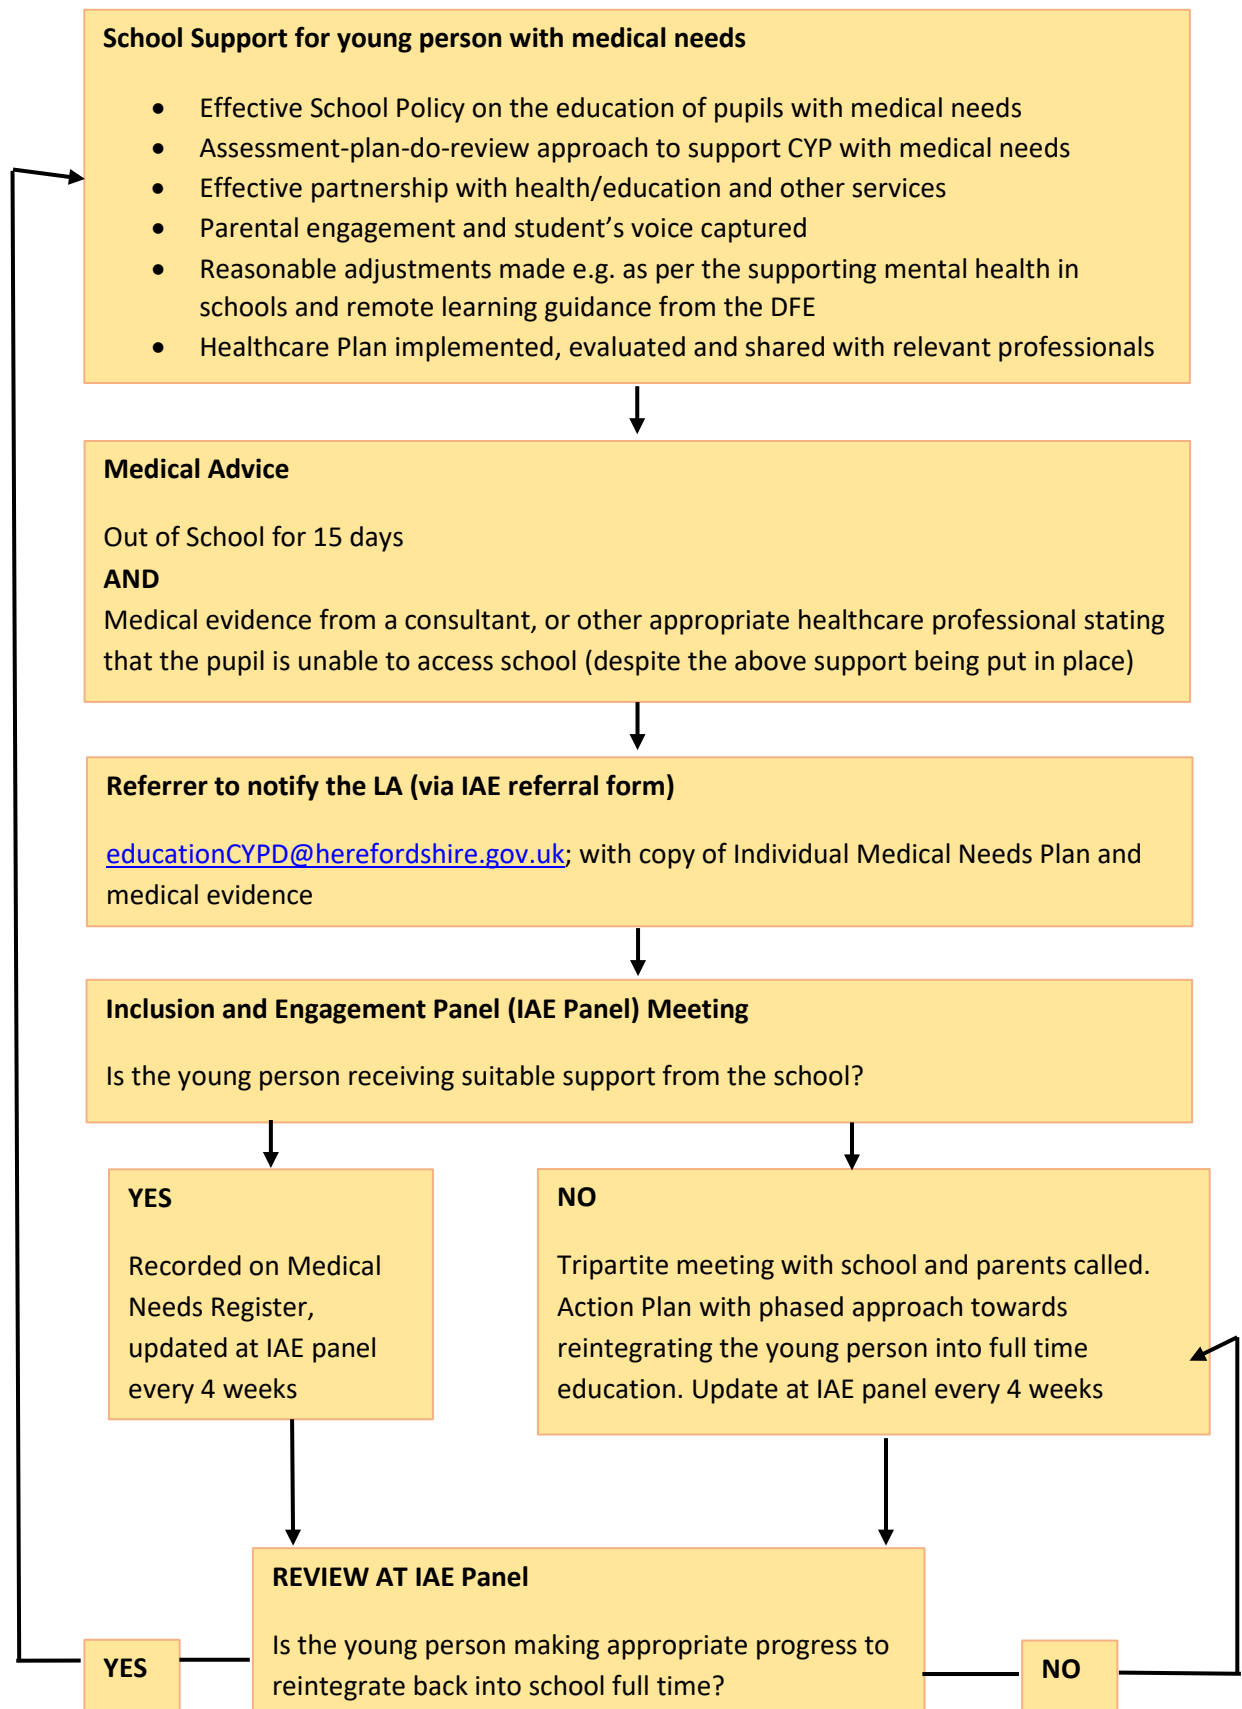 School Support for young person with medical needs
• Effective School Policy on the education of pupils with medical needs
• Assessment-plan-do-review approach to support CYP with medical needs
• Effective partnership with health/education and other services
• Parental engagement and student’s voice captured
• Reasonable adjustments made e.g. as per the supporting mental health in
schools and remote learning guidance from the DFE
• Healthcare Plan implemented, evaluated and shared with relevant professionals
Medical Advice
Out of School for 15 days
AND
Medical evidence from a consultant, or other appropriate healthcare professional stating
that the pupil is unable to access school (despite the above support being put in place)
Referrer to notify the LA (via IAE referral form)
educationCYPD@herefordshire.gov.uk; with copy of Individual Medical Needs Plan and
medical evidence
Inclusion and Engagement Panel (IAE Panel) Meeting
Is the young person receiving suitable support from the school?
YES
Recorded on Medical
Needs Register,
updated at IAE panel
every 4 weeks
NO
Tripartite meeting with school and parents called.
Action Plan with phased approach towards
reintegrating the young person into full time
education. Update at IAE panel every 4 weeks
REVIEW AT IAE Panel
Is the young person making appropriate progress to
reintegrate back into school full time?
YES
NO